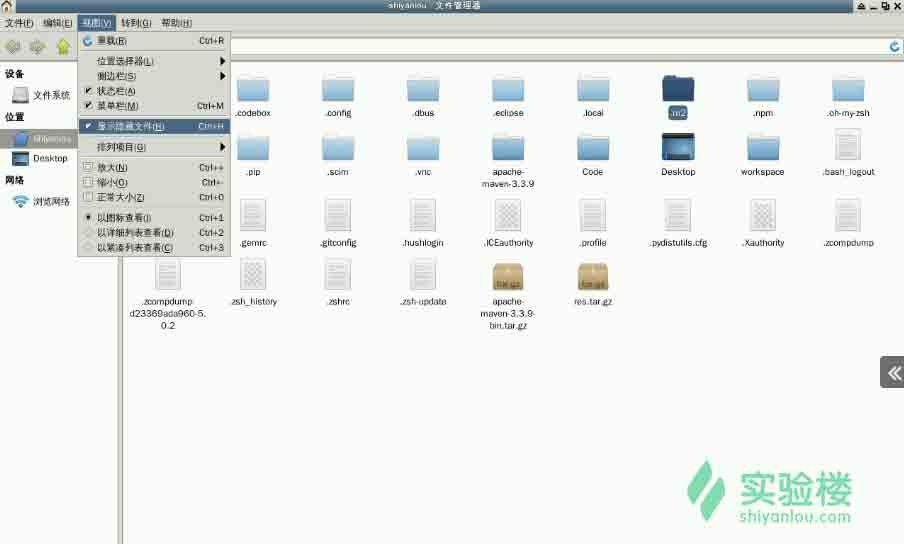 shiyanlou - 文件管理器
文件(F) 编辑(E) 视图(V) 转到(G) 帮助(H)
重载(R) Ctrl+R
位置选择器(L)
侧边栏(S)
状态栏(A)
菜单栏(M) Ctrl+M
显示隐藏文件(H) Ctrl+H
排列项目(G)
放大(N) Ctrl++
缩小(O) Ctrl+-
正常大小(Z) Ctrl+0
以图标查看(I) Ctrl+1
以详细列表查看(D) Ctrl+2
以紧凑列表查看(C) Ctrl+3
设备
文件系统
位置
shiyanlou
Desktop
网络
浏览网络
.codebox .config .dbus .eclipse .local .m2 .npm .oh-my-zsh
.pip .scim .vnc apache-maven-3.3.9 Code Desktop workspace .bash_logout
.gemrc .gitconfig .hushlogin .ICEauthority .profile .pydistutils.cfg .Xauthority .zcompdump
.zcompdump-d23369ada960-5.0.2 .zsh_history .zshrc .zsh-update apache-maven-3.3.9-bin.tar.gz res.tar.gz
tar.gz tar.gz
实验楼
shiyanlou.com